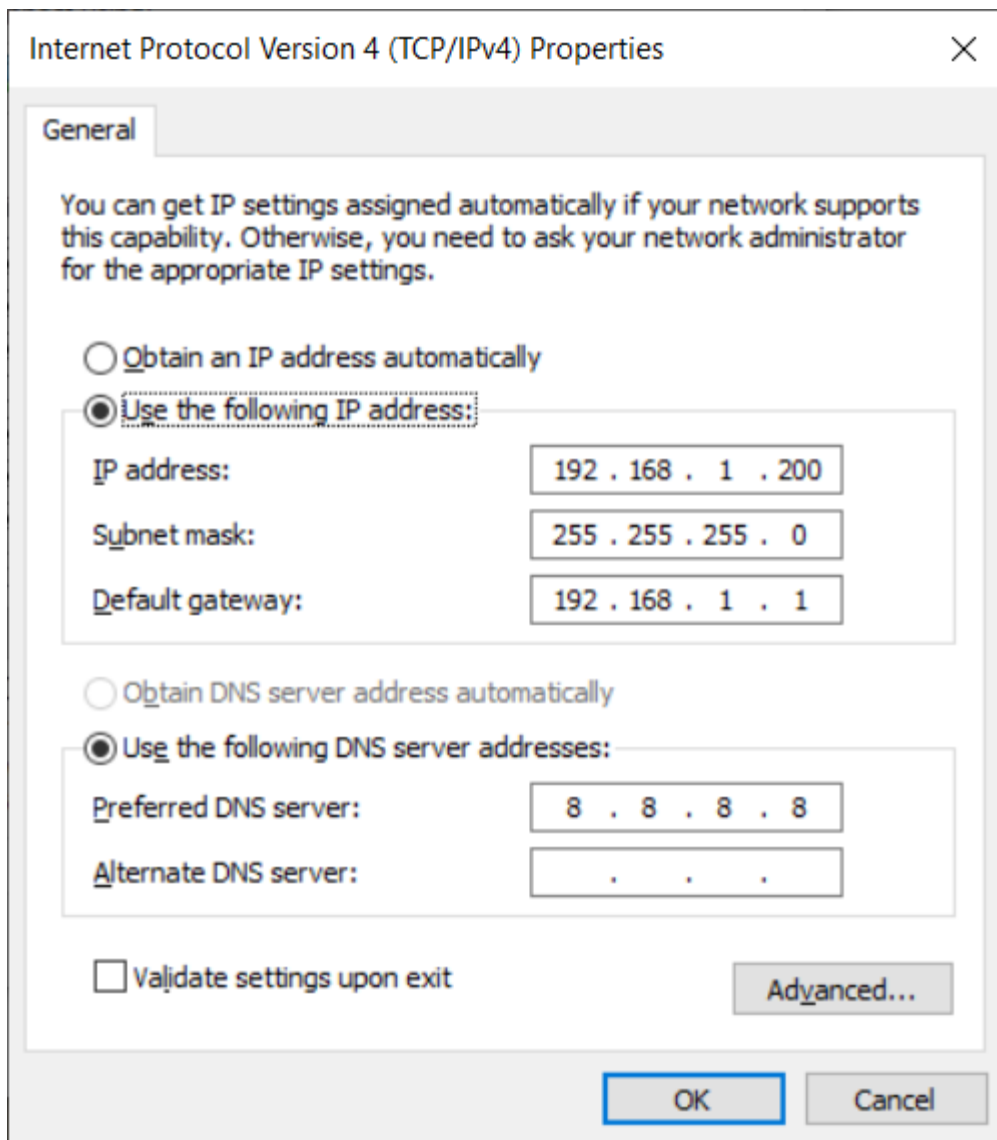 Internet Protocol Version 4 (TCP/IPv4) Properties
General
You can get IP settings assigned automatically if your network supports
this capability. Otherwise, you need to ask your network administrator
for the appropriate IP settings.
Obtain an IP address automatically
Use the following IP address:
IP address: 192 . 168 . 1 . 200
Subnet mask: 255 . 255 . 255 . 0
Default gateway: 192 . 168 . 1 . 1
Obtain DNS server address automatically
Use the following DNS server addresses:
Preferred DNS server: 8 . 8 . 8 . 8
Alternate DNS server: . . .
Validate settings upon exit
Advanced...
OK Cancel